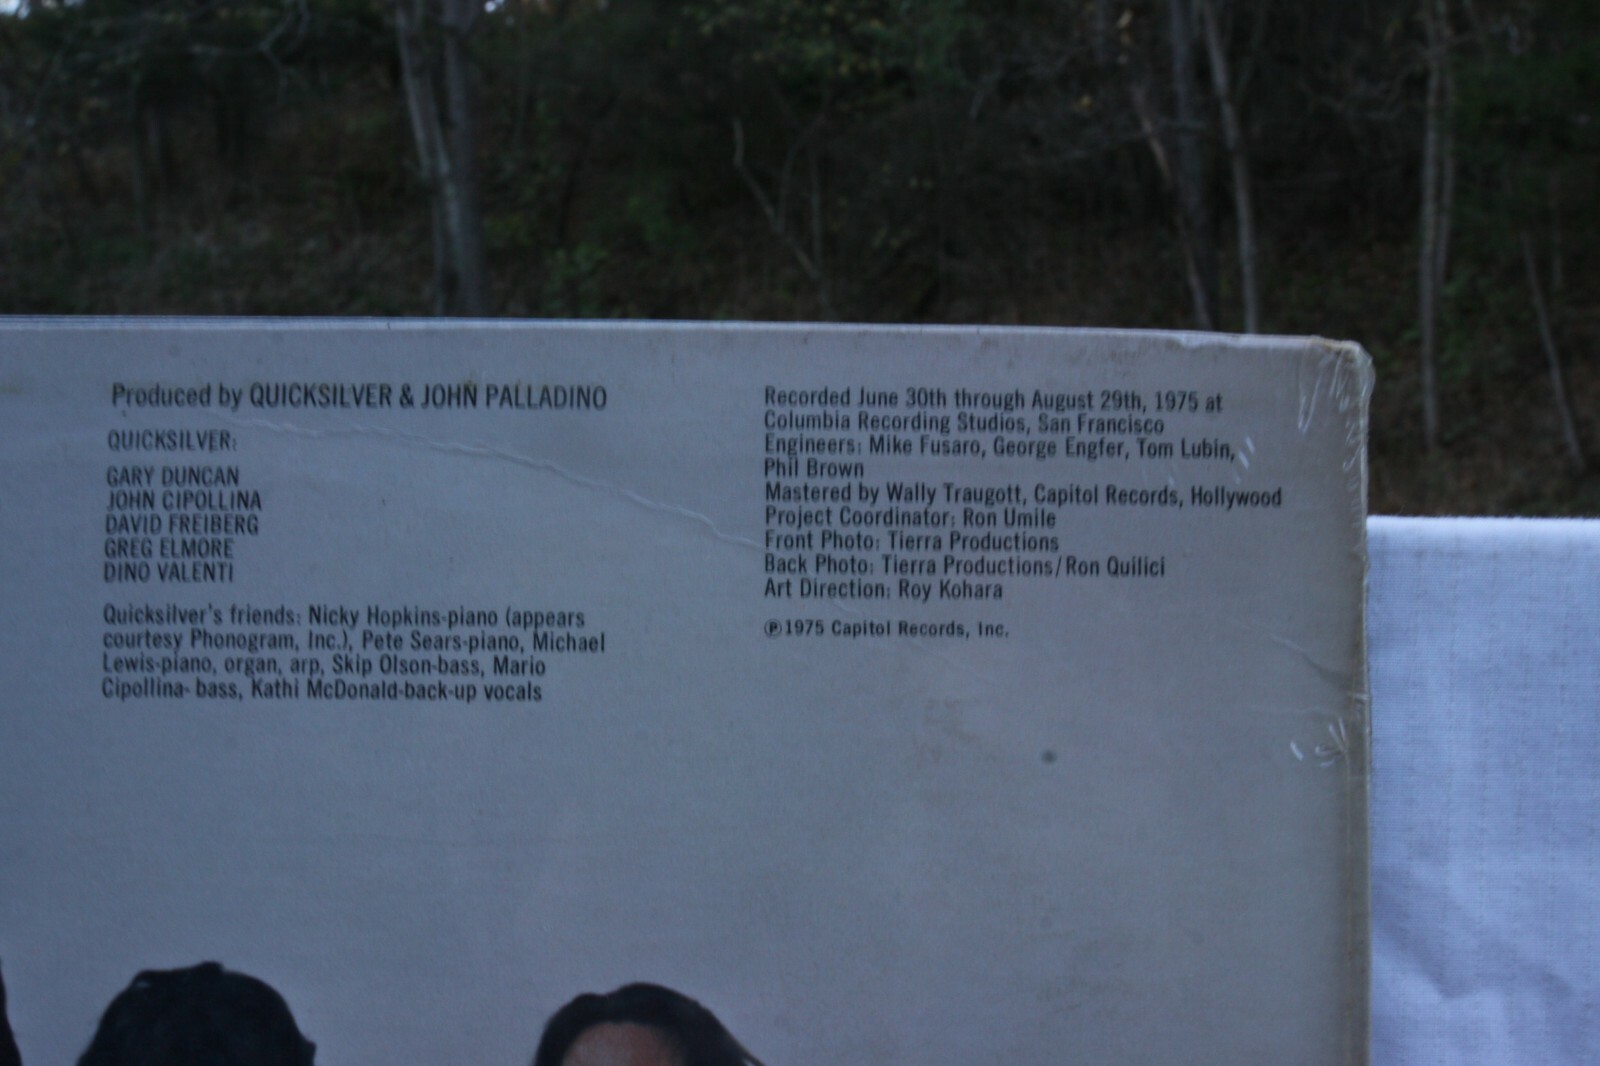 Produced by QUICKSILVER & JOHN PALLADINO
QUICKSILVER:
GARY DUNCAN
JOHN CIPOLLINA
DAVID FREIBERG
GREG ELMORE
DINO VALENTI
Quicksilver's friends: Nicky Hopkins-piano (appears
courtesy Phonogram, Inc.), Pete Sears-piano, Michael
Lewis-piano, organ, arp, Skip Olson-bass, Mario
Cipollina- bass, Kathi McDonald-back-up vocals
Recorded June 30th through August 29th, 1975 at
Columbia Recording Studios, San Francisco
Engineers: Mike Fusaro, George Engfer, Tom Lubin,
Phil Brown
Mastered by Wally Traugott, Capitol Records, Hollywood
Project Coordinator: Ron Umile
Front Photo: Tierra Productions
Back Photo: Tierra Productions/Ron Quilici
Art Direction: Roy Kohara
℗1975 Capitol Records, Inc.